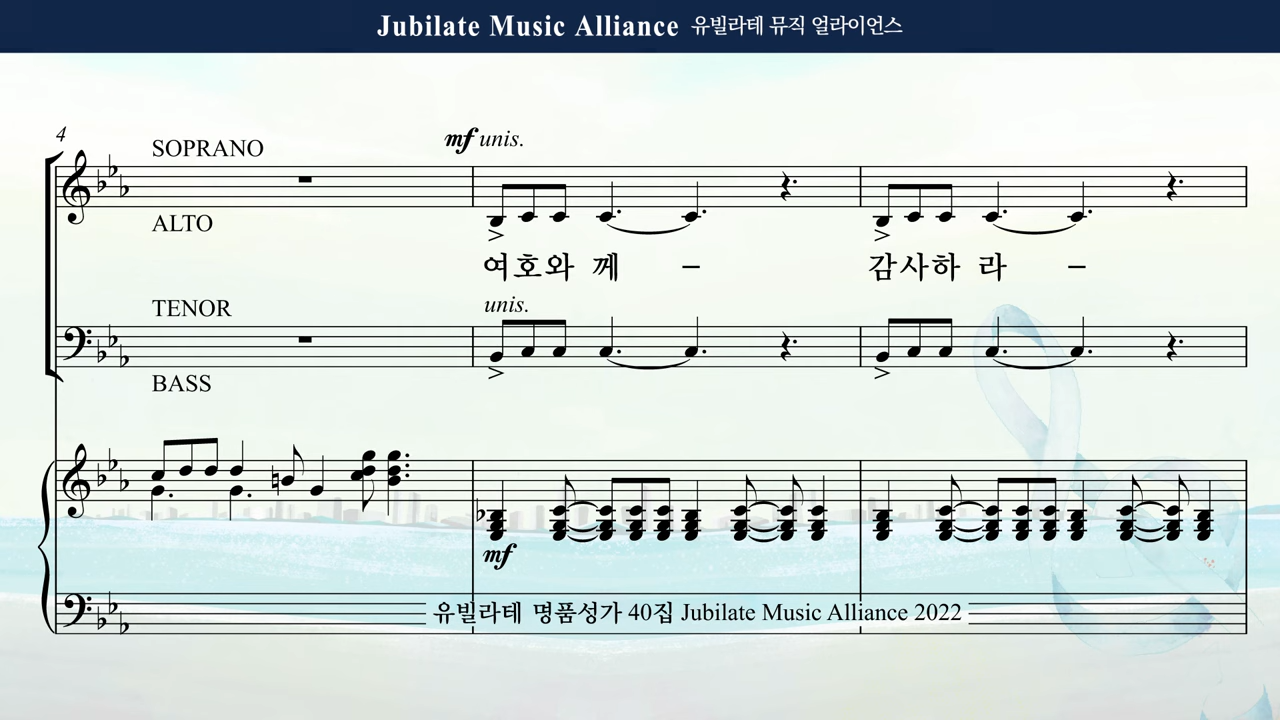 Jubilate Music Alliance 유빌라테 뮤직 얼라이언스
4
SOPRANO
mf unis.
ALTO
여호와 께 – 감사하 라 –
TENOR
unis.
BASS
mf
유빌라테 명품성가 40집 Jubilate Music Alliance 2022